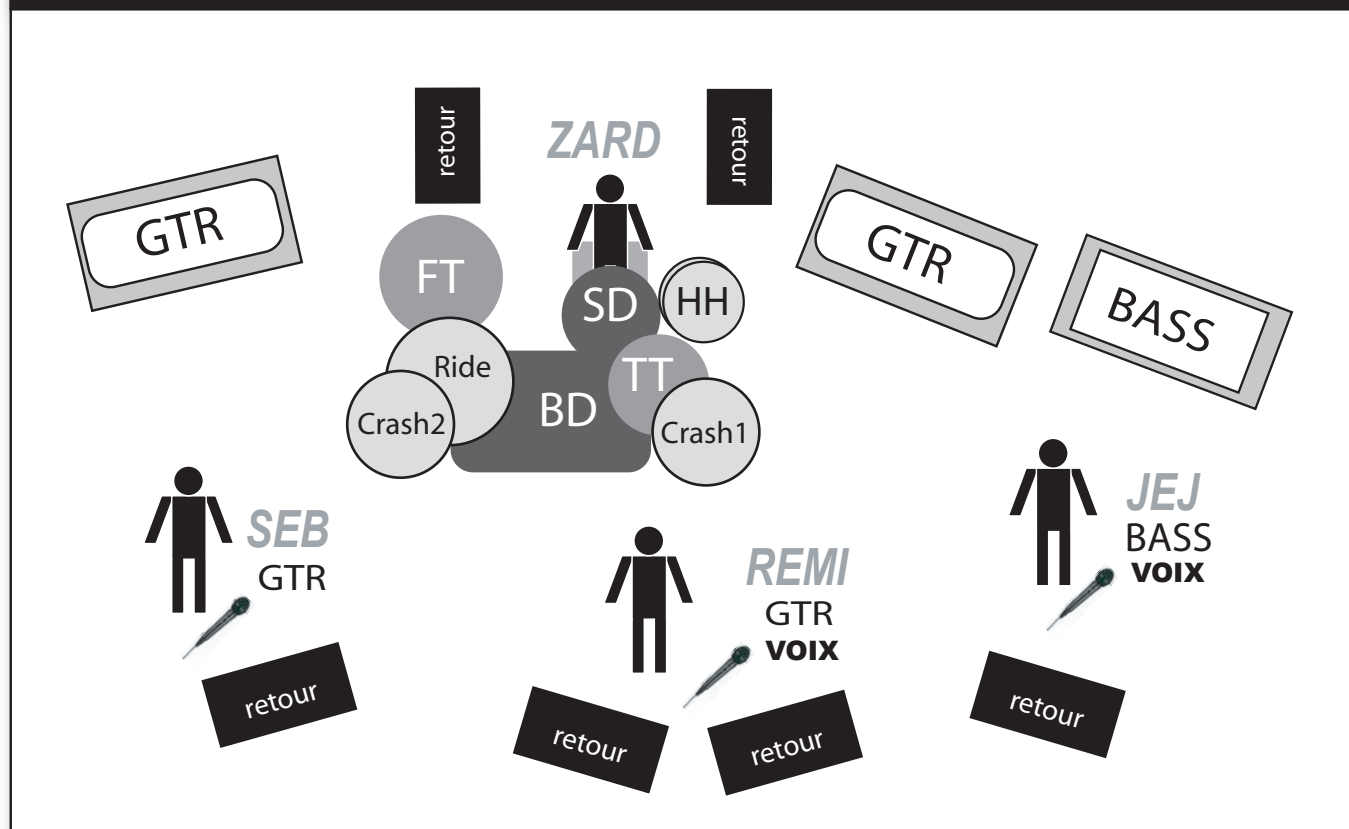 retour
ZARD
retour
GTR
FT
SD
HH
GTR
BASS
Ride
TT
Crash2
BD
Crash1
SEB
GTR
REMI
GTR
VOIX
JEJ
BASS
VOIX
retour
retour
retour
retour